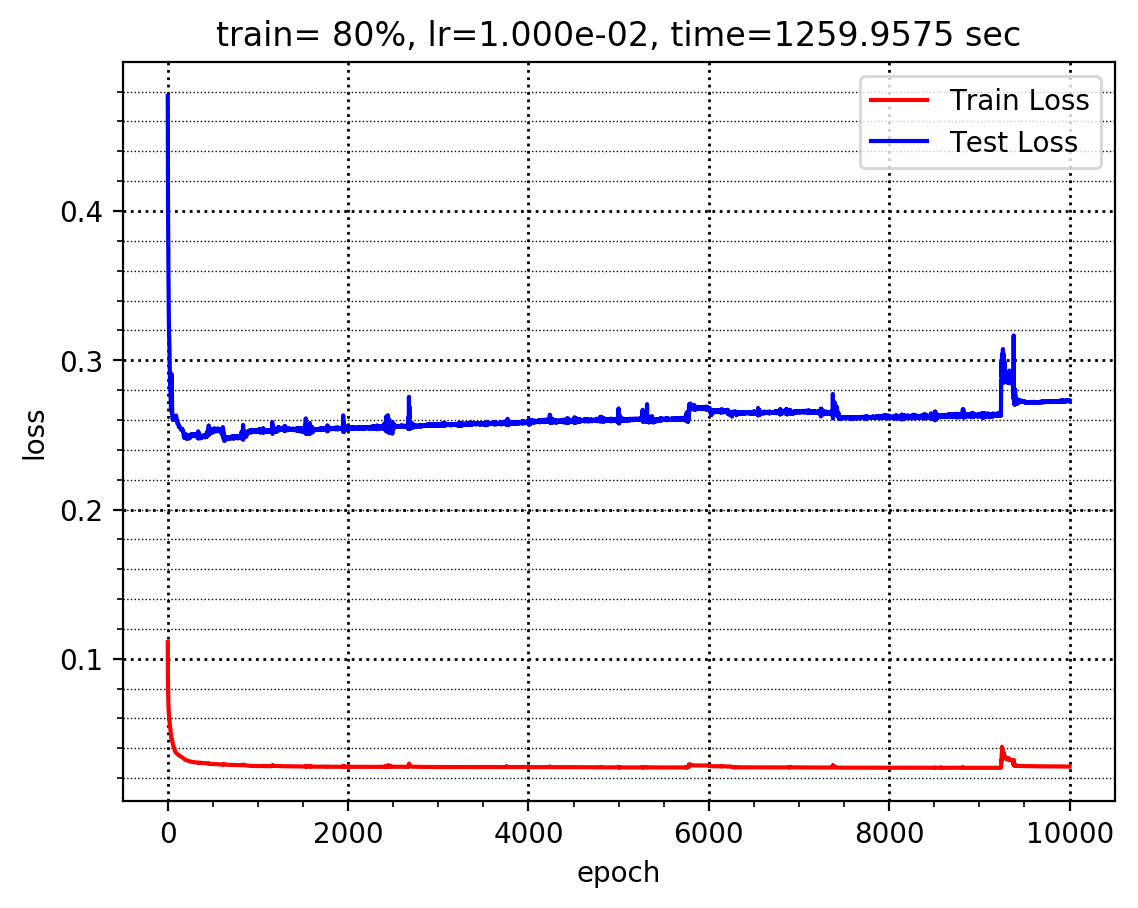 train= 80%, lr=1.000e-02, time=1259.9575 sec
Train Loss
Test Loss
0.4
0.3
0.2
0.1
loss
0 2000 4000 6000 8000 10000
epoch